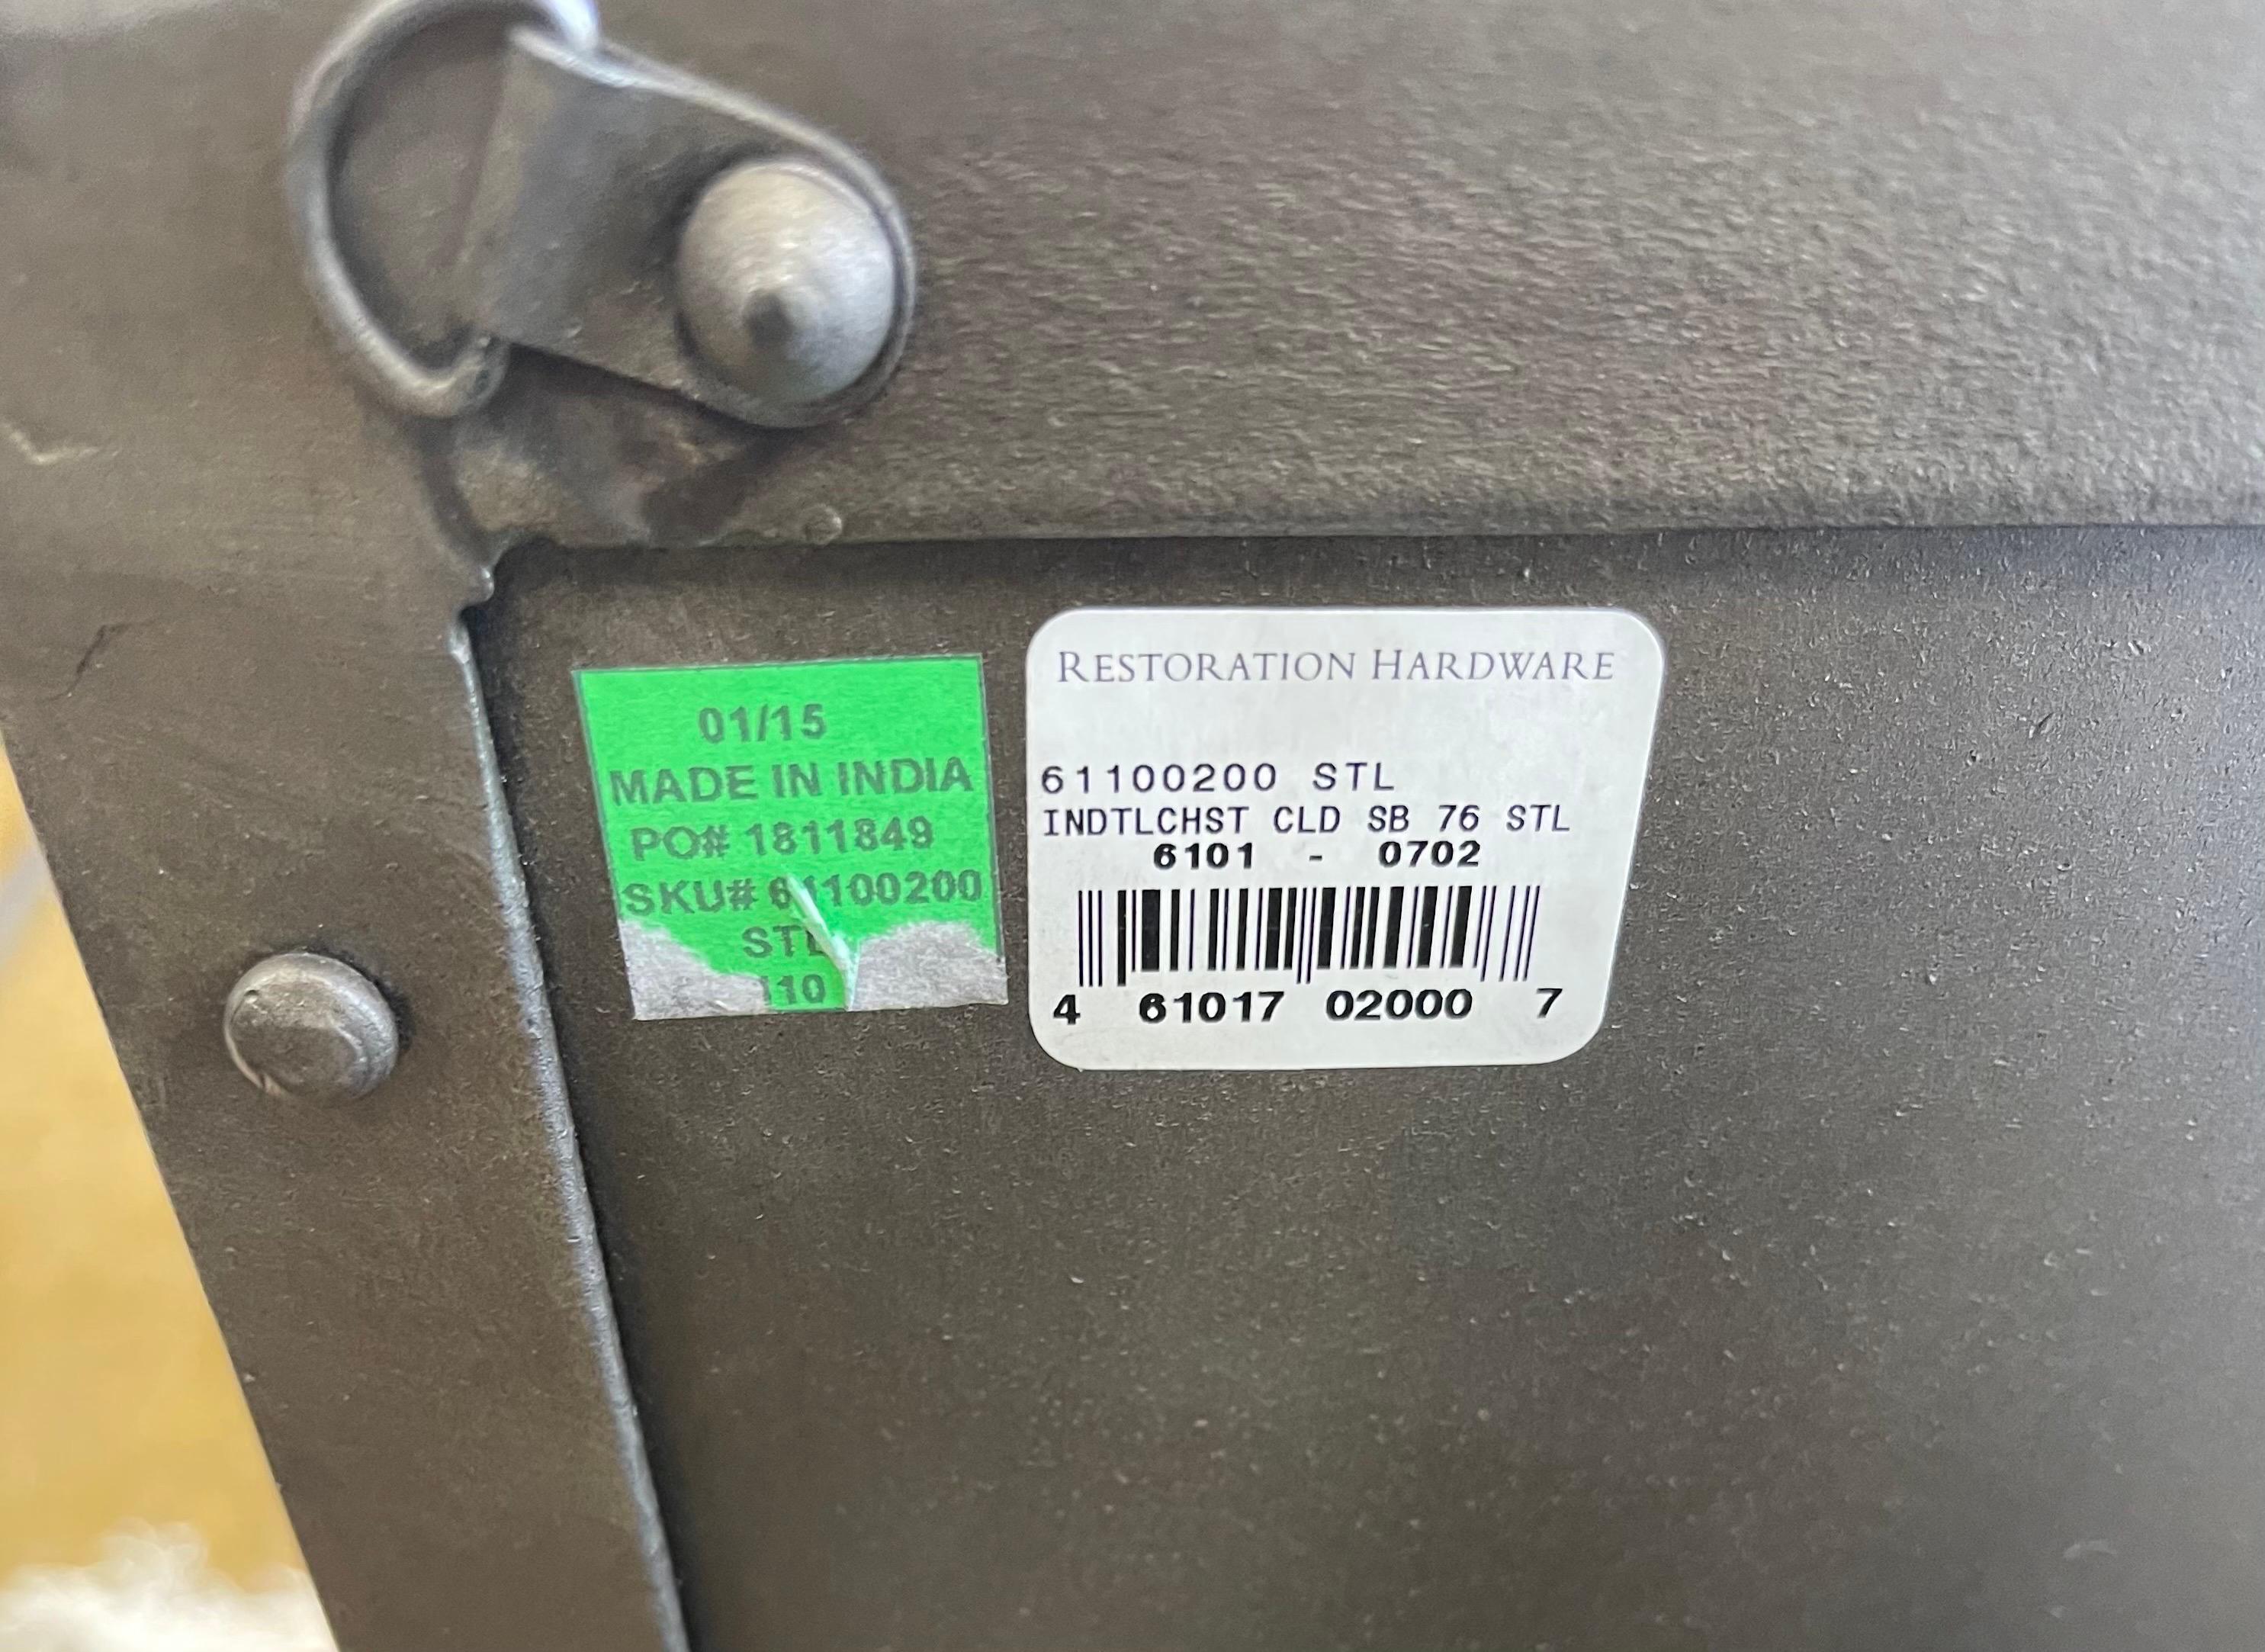 01/15
MADE IN INDIA
PO# 1811849
SKU# 61100200
STL
110
RESTORATION HARDWARE
61100200 STL
INDTLCHST CLD SB 76 STL
6101 - 0702
4 61017 02000 7